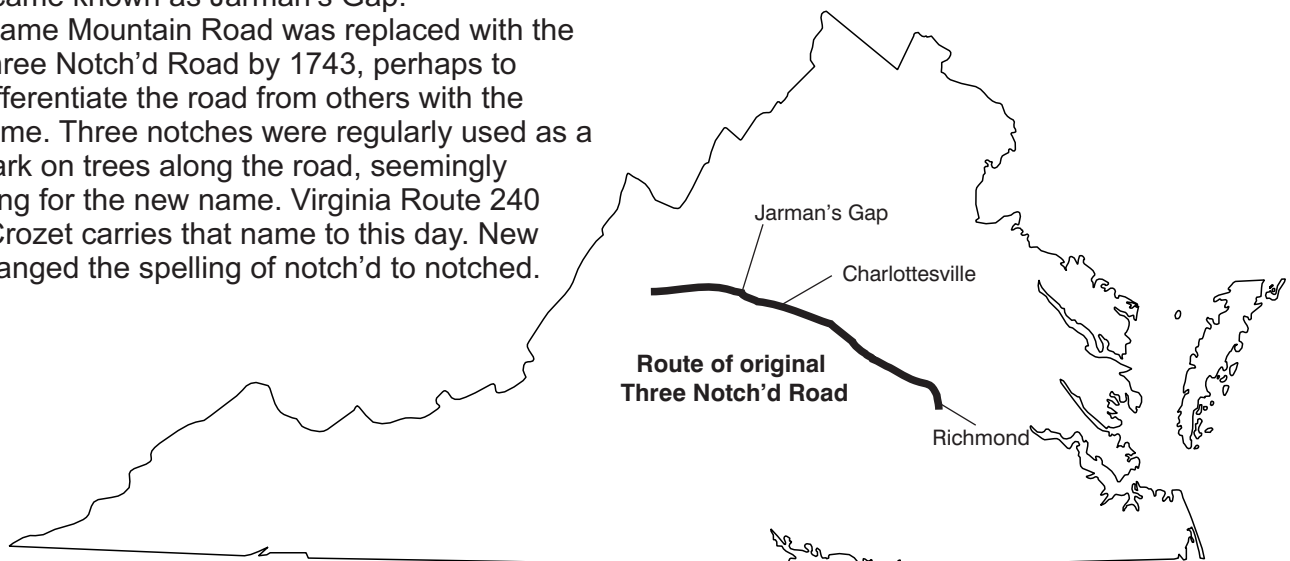 came known as Jarman's Gap.
ame Mountain Road was replaced with the
ree Notch'd Road by 1743, perhaps to
fferentiate the road from others with the
me. Three notches were regularly used as a
ark on trees along the road, seemingly
ng for the new name. Virginia Route 240
Crozet carries that name to this day. New
anged the spelling of notch'd to notched.
Jarman's Gap
Charlottesville
Route of original
Three Notch'd Road
Richmond